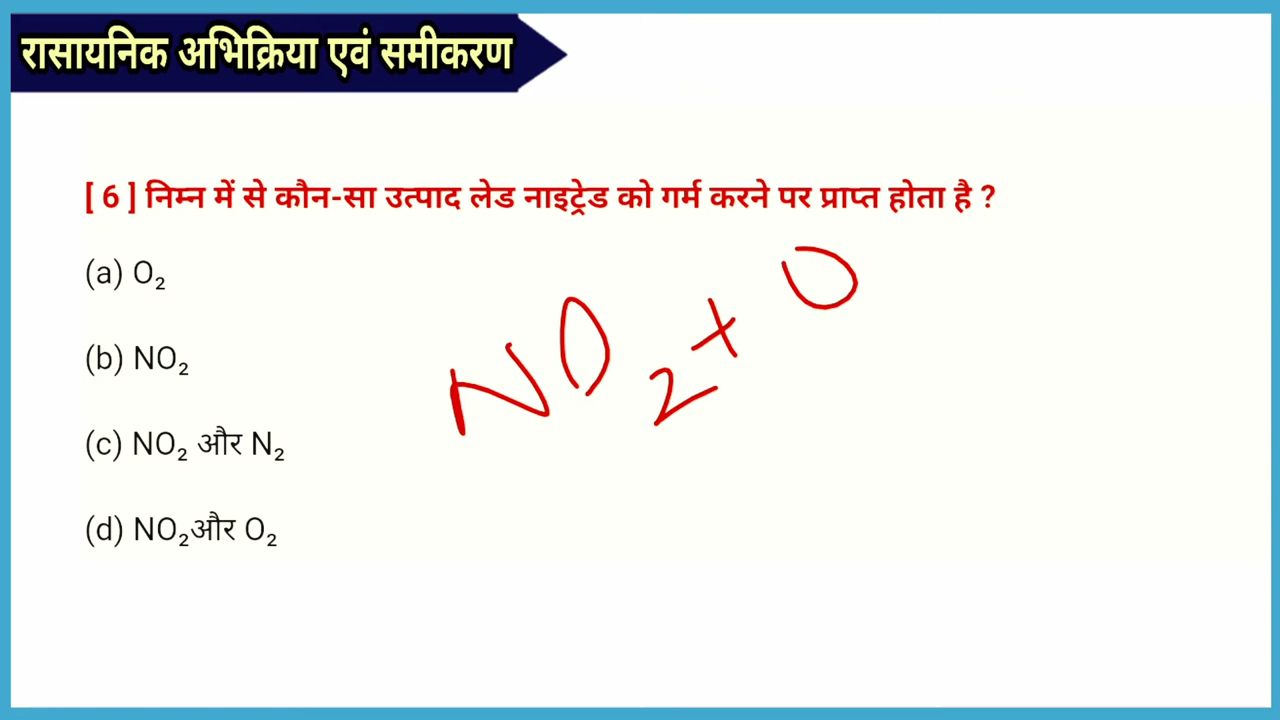 रासायनिक अभिक्रिया एवं समीकरण
[ 6 ] निम्न में से कौन-सा उत्पाद लेड नाइट्रेड को गर्म करने पर प्राप्त होता है ?
(a) O₂
(b) NO₂
(c) NO₂ और N₂
(d) NO₂और O₂
NO₂ + O